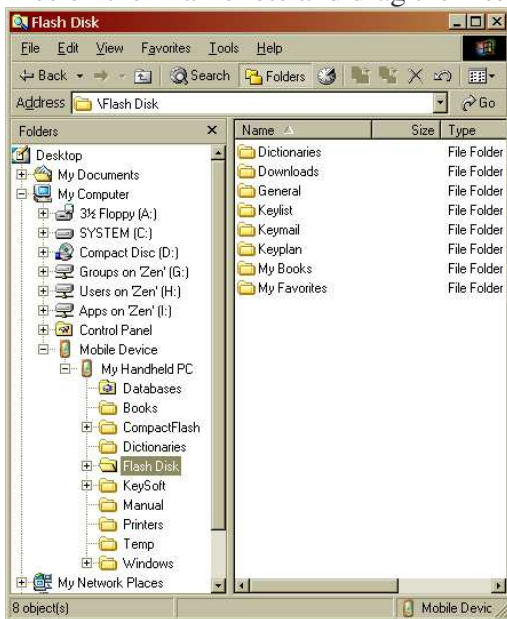 Flash Disk
File Edit View Favorites Tools Help
Back Search Folders
Address \Flash Disk Go
Folders
Desktop
My Documents
My Computer
3½ Floppy (A:)
SYSTEM (C:)
Compact Disc (D:)
Groups on 'Zen' (G:)
Users on 'Zen' (H:)
Apps on 'Zen' (I:)
Control Panel
Mobile Device
My Handheld PC
Databases
Books
CompactFlash
Dictionaries
Flash Disk
KeySoft
Manual
Printers
Temp
Windows
My Network Places
Name Size Type
Dictionaries File Folder
Downloads File Folder
General File Folder
Keylist File Folder
Keymail File Folder
Keyplan File Folder
My Books File Folder
My Favorites File Folder
8 object(s) Mobile Devic